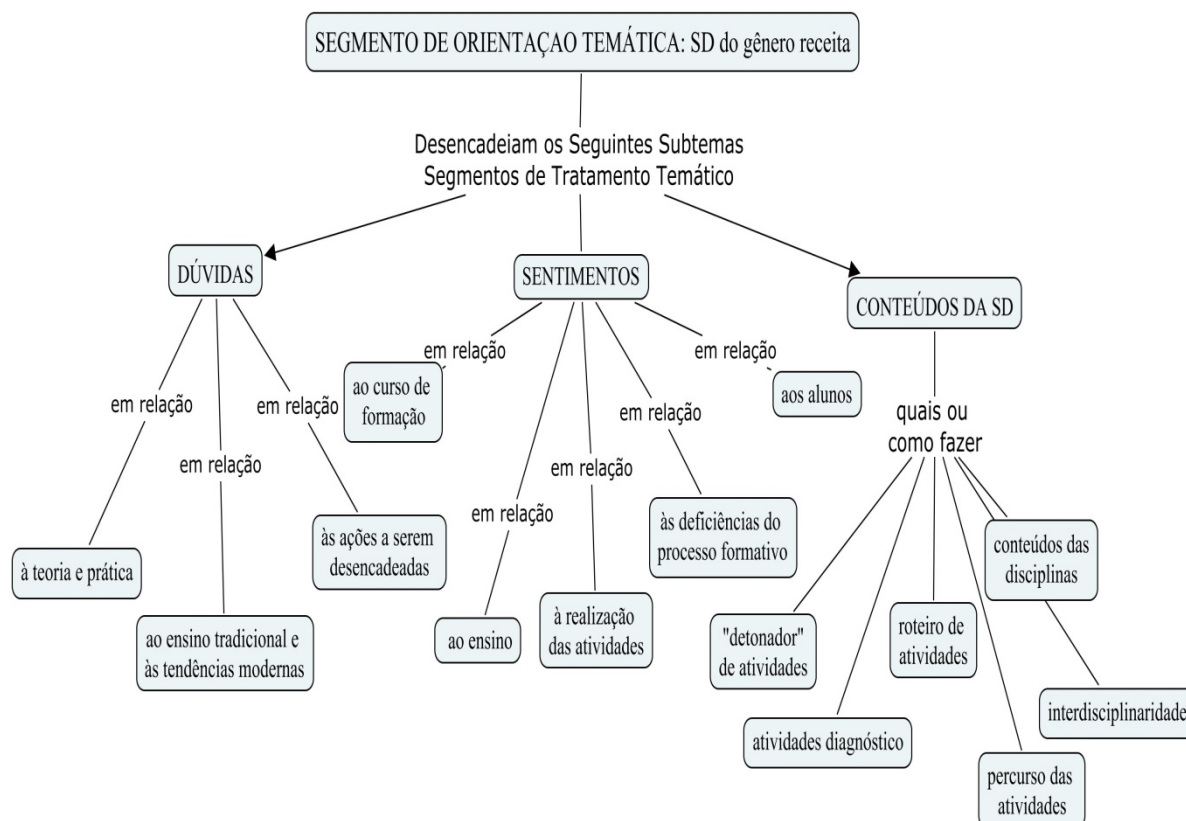 SEGMENTO DE ORIENTAÇAO TEMÁTICA: SD do gênero receita
Desencadeiam os Seguintes Subtemas
Segmentos de Tratamento Temático
DÚVIDAS
SENTIMENTOS
CONTEÚDOS DA SD
em relação
à teoria e prática
em relação
ao ensino tradicional e
às tendências modernas
em relação
às ações a serem
desencadeadas
em relação
ao curso de
formação
em relação
ao ensino
em relação
à realização
das atividades
em relação
às deficiências do
processo formativo
em relação
aos alunos
quais ou
como fazer
"detonador"
de atividades
atividades diagnóstico
roteiro de
atividades
percurso das
atividades
conteúdos das
disciplinas
interdisciplinaridade